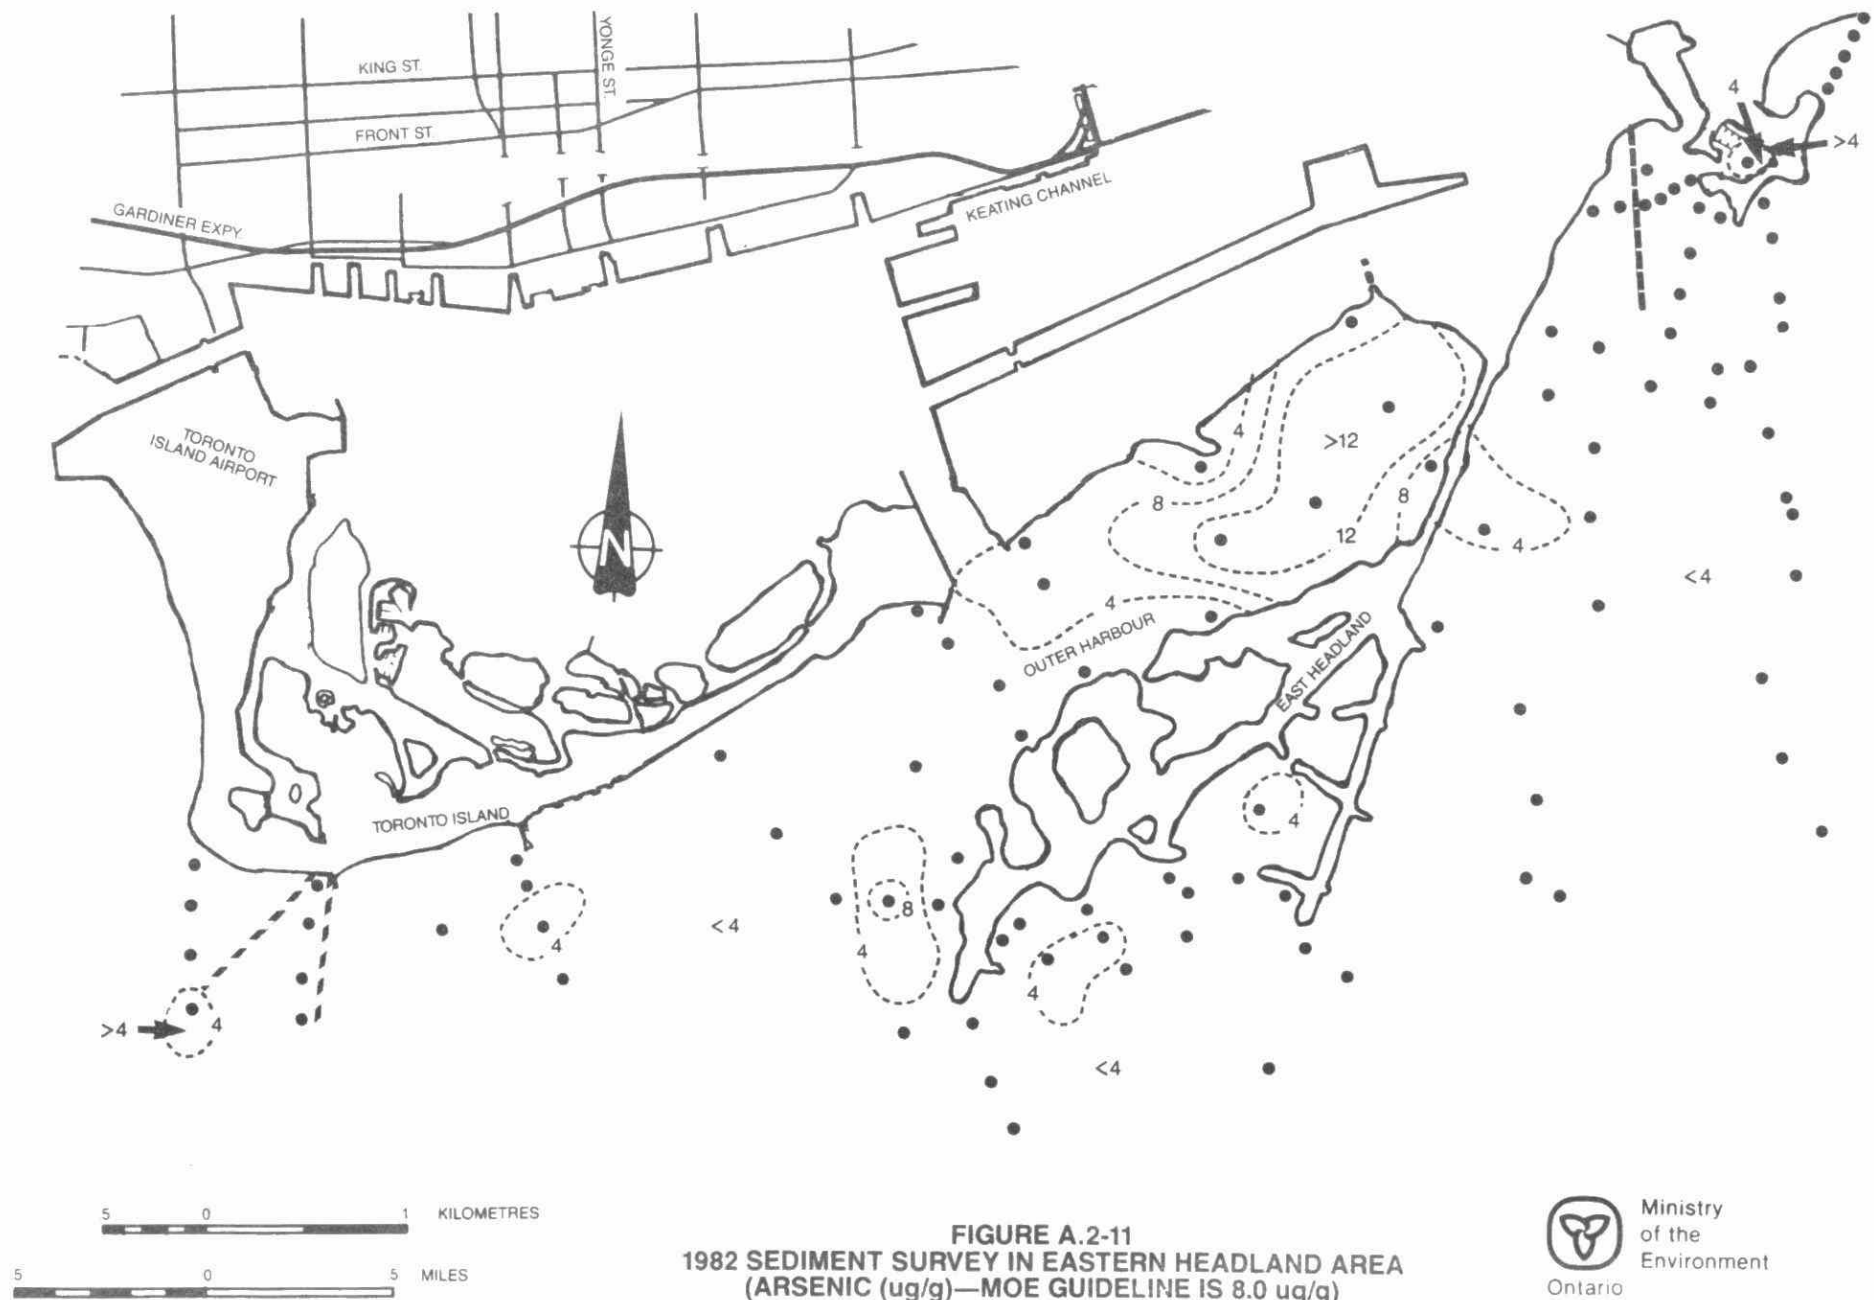 KING ST.
YONGE ST.
FRONT ST.
GARDINER EXPY.
KEATING CHANNEL
4
>4
TORONTO
ISLAND AIRPORT
4
>12
8
8
12
4
N
<4
4
OUTER HARBOUR
EAST HEADLAND
TORONTO ISLAND
4
8
<4
4
4
4
>4
4
<4
5 0 1 KILOMETRES
5 0 5 MILES
FIGURE A.2-11
1982 SEDIMENT SURVEY IN EASTERN HEADLAND AREA
(ARSENIC (ug/g)—MOE GUIDELINE IS 8.0 ug/g)
Ministry
of the
Environment
Ontario